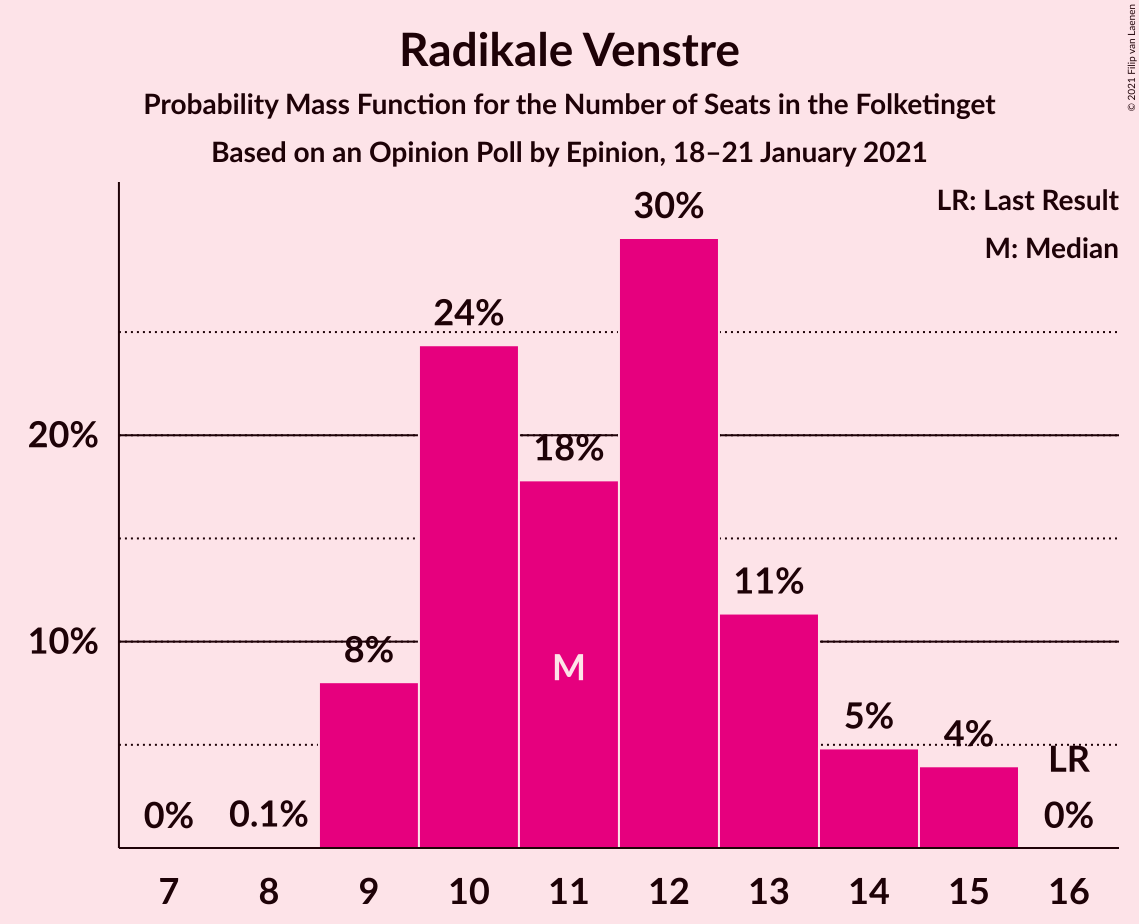 Radikale Venstre
Probability Mass Function for the Number of Seats in the Folketinget
Based on an Opinion Poll by Epinion, 18–21 January 2021
© 2021 Filip van Laenen
LR: Last Result
M: Median
30%
24%
20%
18%
11%
10%
8%
M
5%
4%
LR
0%
0.1%
0%
7 8 9 10 11 12 13 14 15 16